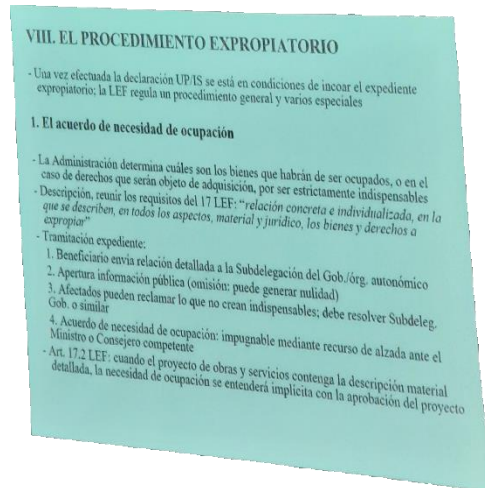 VIII. EL PROCEDIMIENTO EXPROPIATORIO
- Una vez efectuada la declaración UP/IS se está en condiciones de incoar el expediente
expropiatorio; la LEF regula un procedimiento general y varios especiales
1. El acuerdo de necesidad de ocupación
- La Administración determina cuáles son los bienes que habrán de ser ocupados, o en el
caso de derechos que serán objeto de adquisición, por ser estrictamente indispensables
- Descripción, reunir los requisitos del 17 LEF: “relación concreta e individualizada, en la
que se describen, en todos los aspectos, material y jurídico, los bienes y derechos a
expropiar”
- Tramitación expediente:
1. Beneficiario envia relación detallada a la Subdelegación del Gob./órg. autonómico
2. Apertura información pública (omisión: puede generar nulidad)
3. Afectados pueden reclamar lo que no crean indispensables; debe resolver Subdeleg.
Gob. o similar
4. Acuerdo de necesidad de ocupación: impugnable mediante recurso de alzada ante el
Ministro o Consejero competente
- Art. 17.2 LEF: cuando el proyecto de obras y servicios contenga la descripción material
detallada, la necesidad de ocupación se entenderá implícita con la aprobación del proyecto